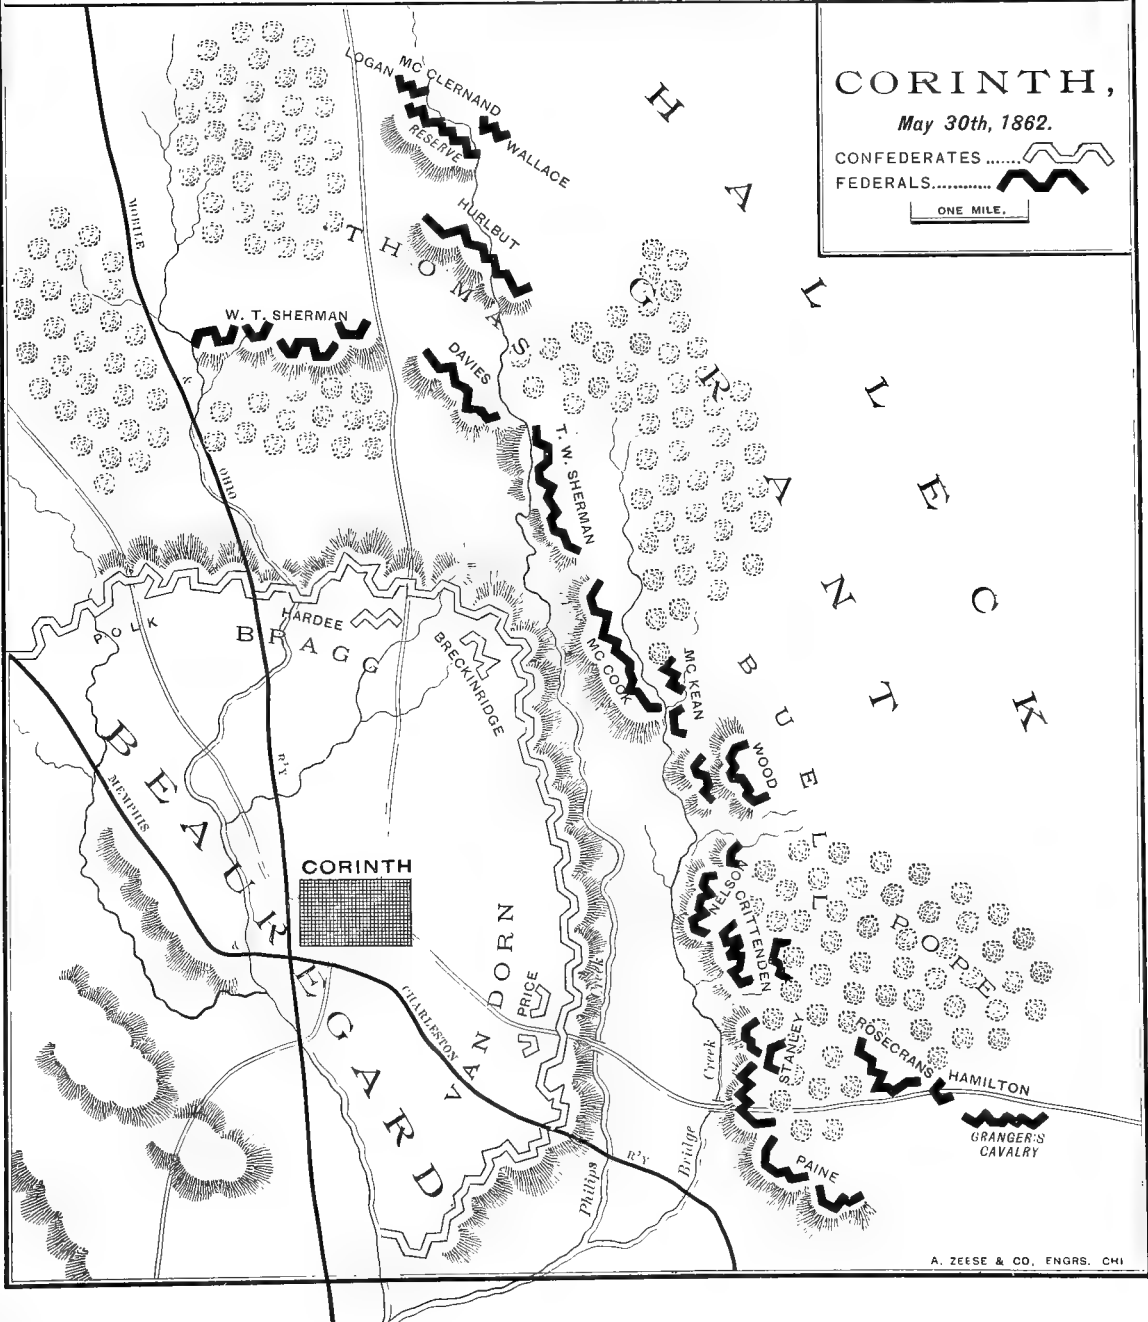 CORINTH,
May 30th, 1862.
CONFEDERATES
FEDERALS
ONE MILE.
HALLECK
GRANT
THOMAS
BUELL
POPE
LOGAN
MC CLERNAND
RESERVE
WALLACE
HURLBUT
W. T. SHERMAN
DAVIES
T. W. SHERMAN
MC COOK
MC KEAN
WOOD
NELSON
CRITTENDEN
STANLEY
ROSECRANS
HAMILTON
GRANGER'S
CAVALRY
PAINE
BEAUREGARD
POLK
BRAGG
HARDEE
BRECKINRIDGE
VAN DORN
PRICE
CORINTH
MOBILE
&
OHIO
R'Y
MEMPHIS
CHARLESTON
R'Y
Philips
Creek
Bridge
Creek
A. ZEESE & CO, ENGRS. CHI